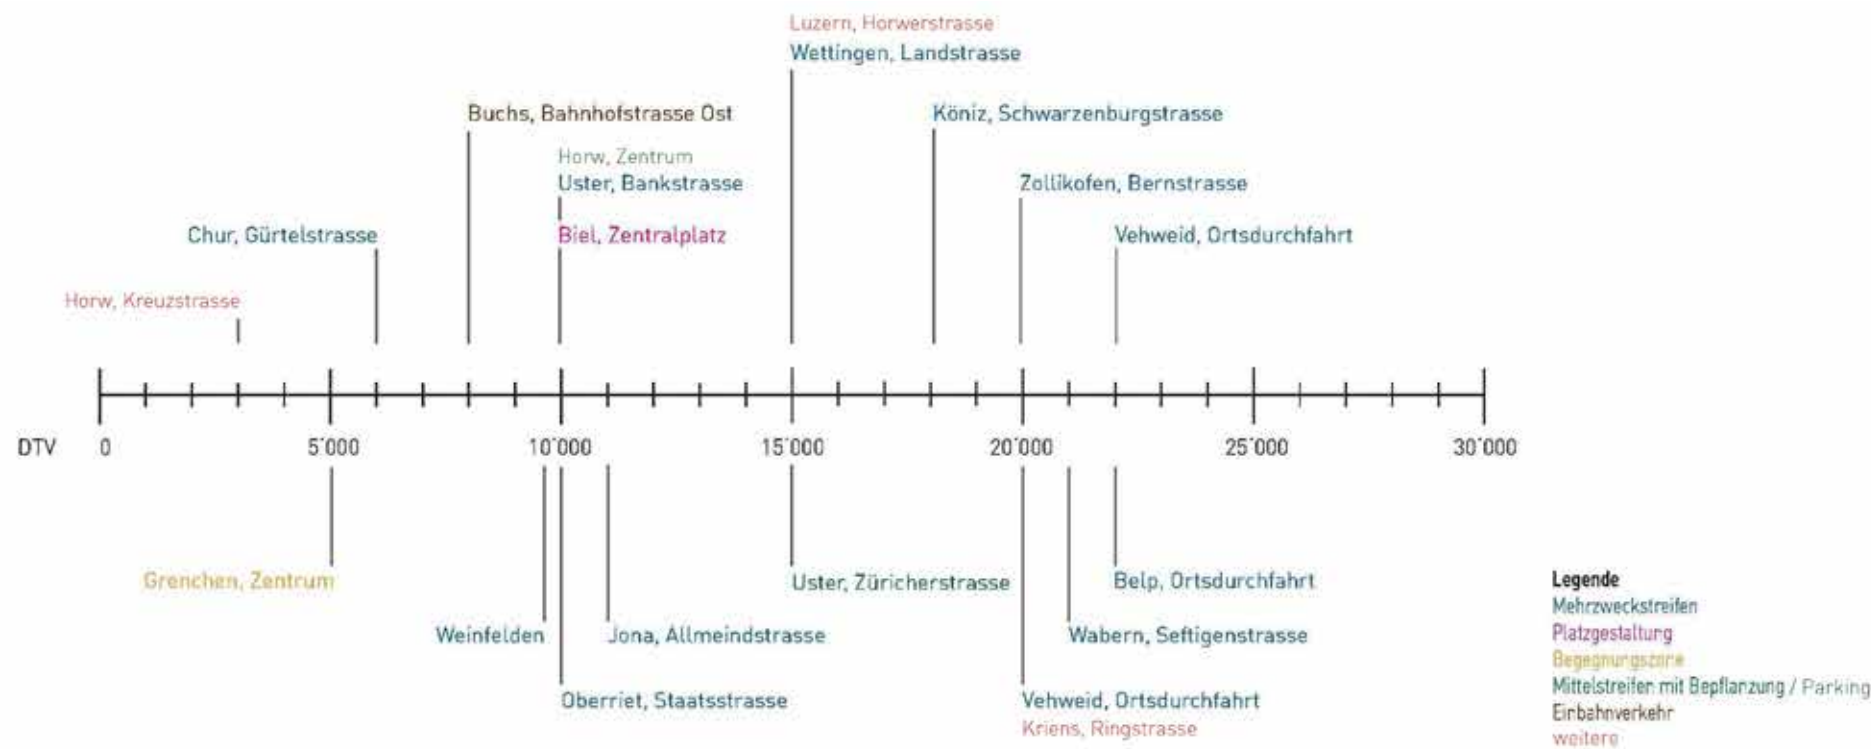 Luzern, Horwerstrasse
Wettingen, Landstrasse
Buchs, Bahnhofstrasse Ost
Köniz, Schwarzenburgstrasse
Horw, Zentrum
Uster, Bankstrasse
Zollikofen, Bernstrasse
Chur, Gürtelstrasse
Biel, Zentralplatz
Vehweid, Ortsdurchfahrt
Horw, Kreuzstrasse
DTV 0 5'000 10'000 15'000 20'000 25'000 30'000
Grenchen, Zentrum
Uster, Züricherstrasse
Belp, Ortsdurchfahrt
Weinfelden
Jona, Allmeindstrasse
Wabern, Seftigenstrasse
Oberriet, Staatsstrasse
Vehweid, Ortsdurchfahrt
Kriens, Ringstrasse
Legende
Mehrzweckstreifen
Platzgestaltung
Begegnungszone
Mittelstreifen mit Bepflanzung / Parking
Einbahnverkehr
weitere